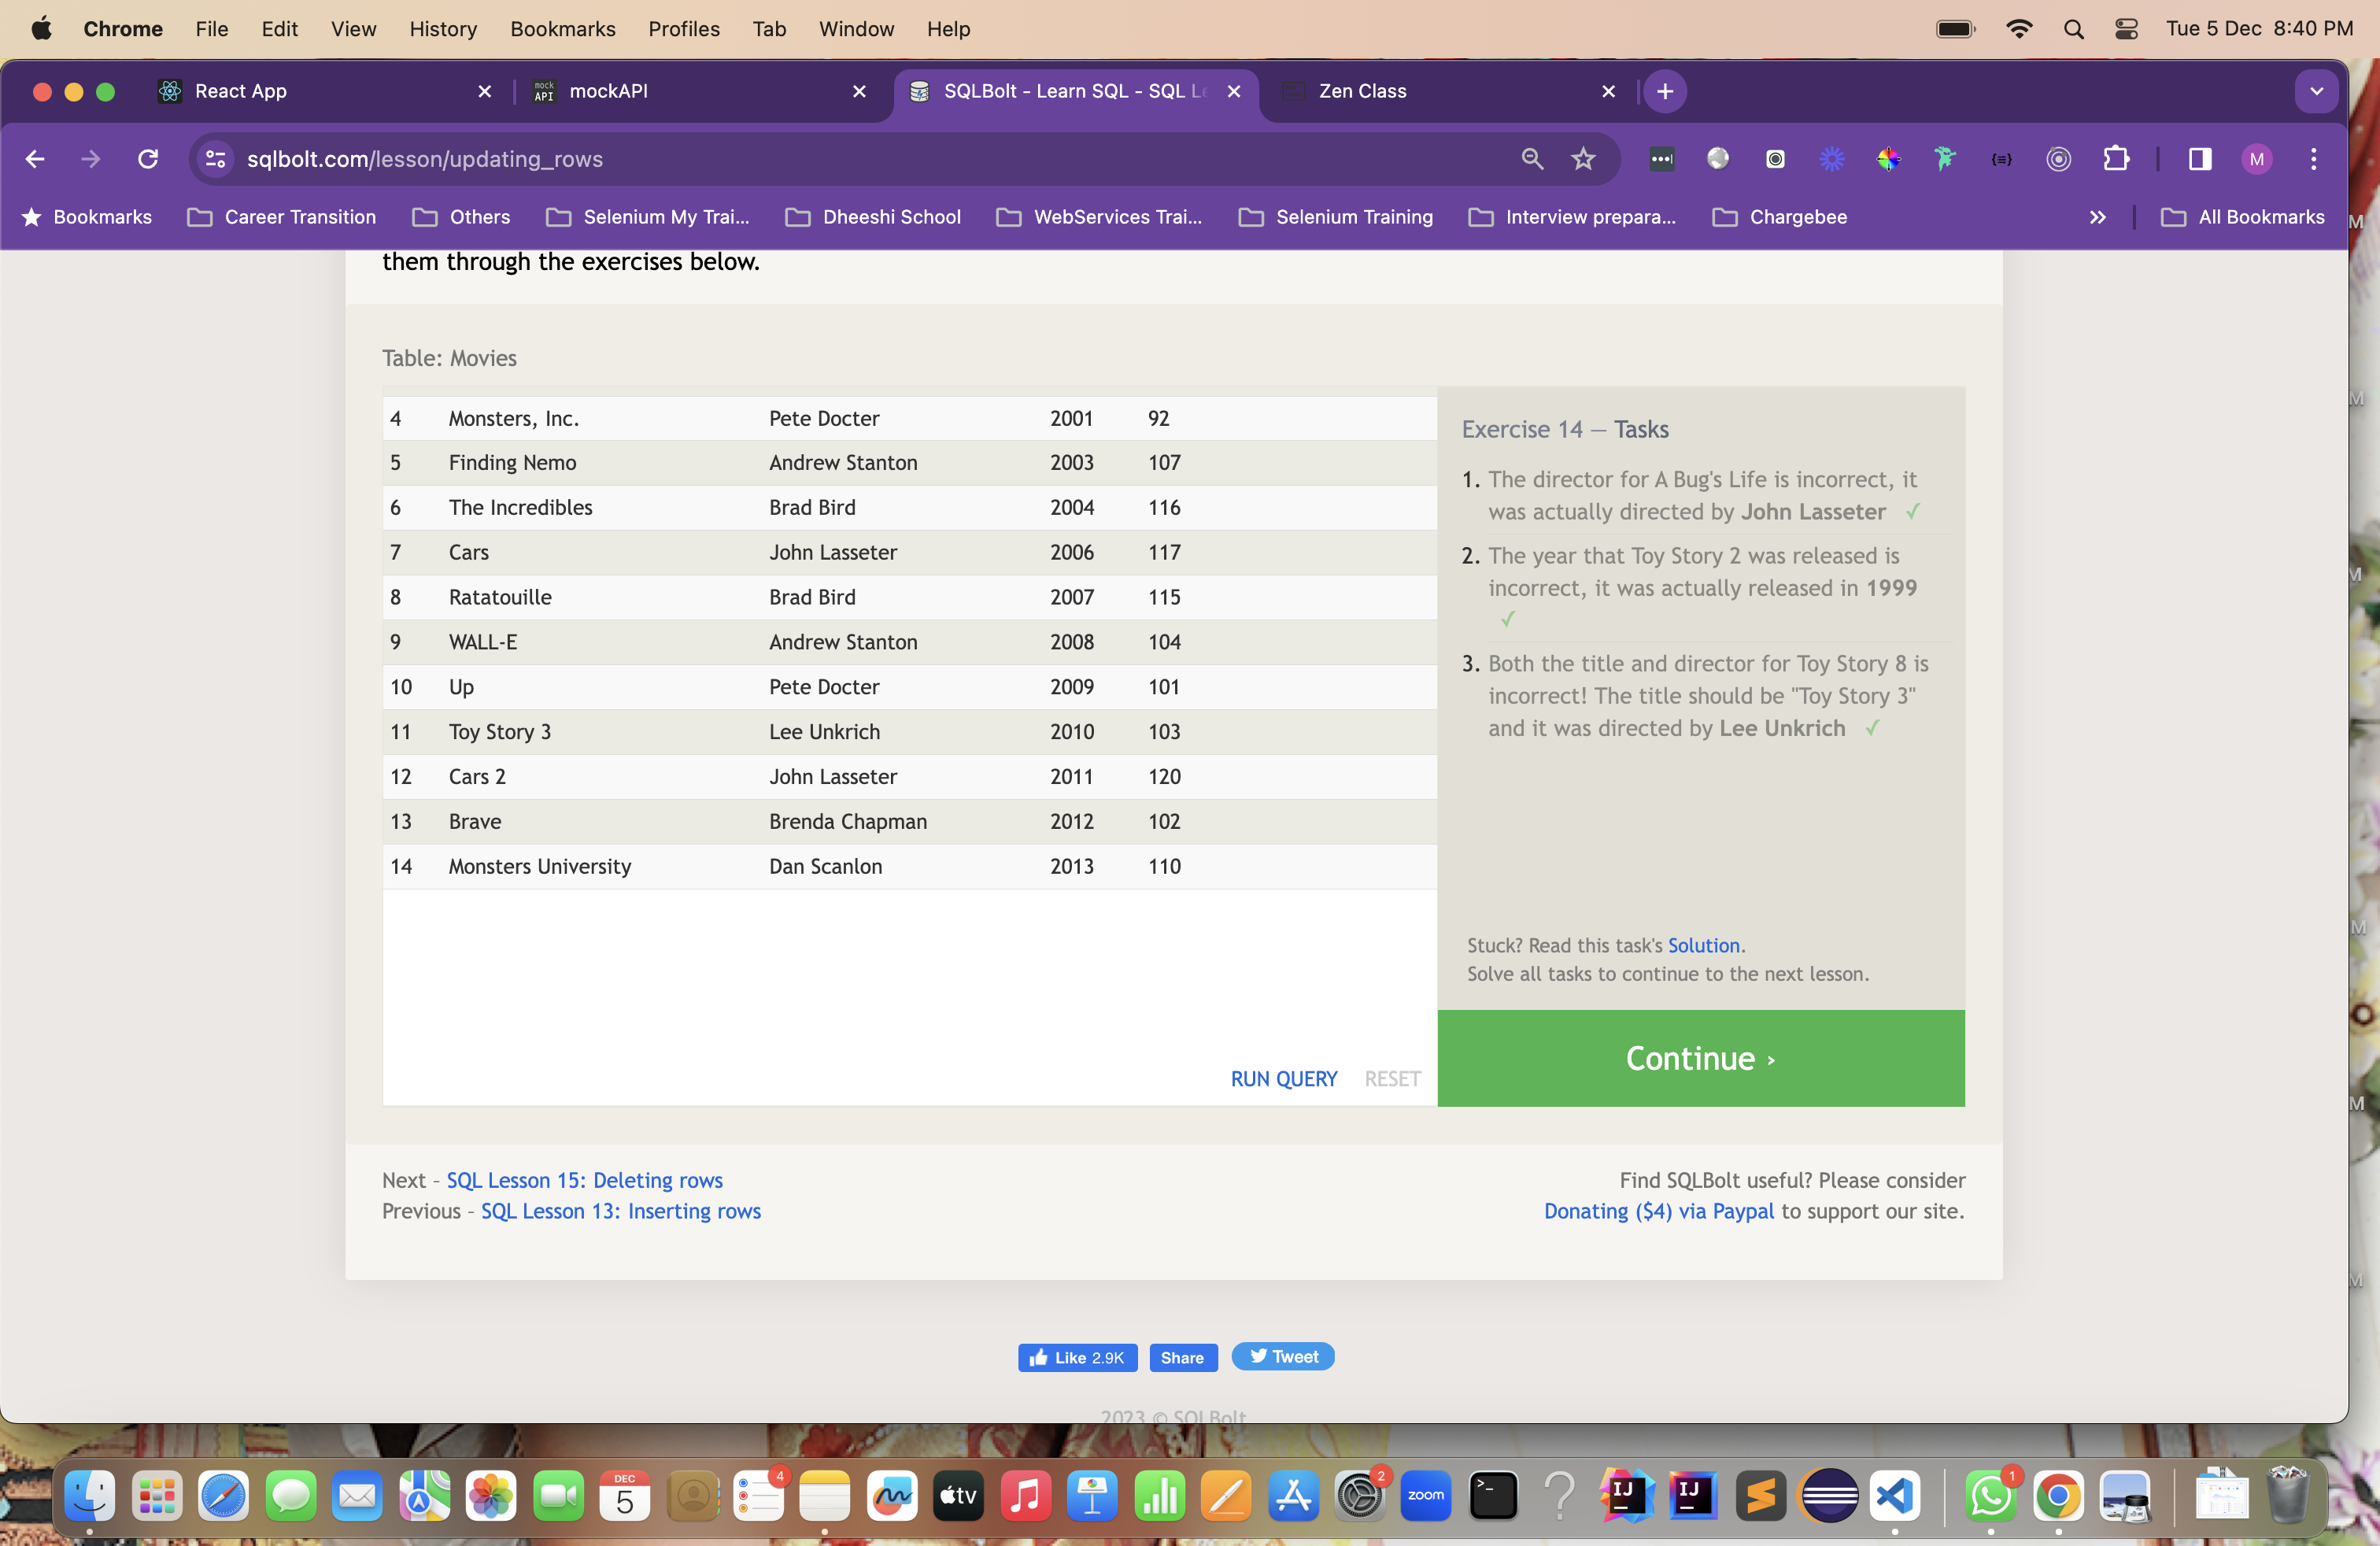 Chrome File Edit View History Bookmarks Profiles Tab Window Help Tue 5 Dec 8:40 PM
React App mockAPI SQLBolt - Learn SQL - SQL Zen Class
sqlbolt.com/lesson/updating_rows M
Bookmarks Career Transition Others Selenium My Trai... Dheeshi School WebServices Trai... Selenium Training Interview prepara... Chargebee All Bookmarks
them through the exercises below.
Table: Movies
4 Monsters, Inc. Pete Docter 2001 92
5 Finding Nemo Andrew Stanton 2003 107
6 The Incredibles Brad Bird 2004 116
7 Cars John Lasseter 2006 117
8 Ratatouille Brad Bird 2007 115
9 WALL-E Andrew Stanton 2008 104
10 Up Pete Docter 2009 101
11 Toy Story 3 Lee Unkrich 2010 103
12 Cars 2 John Lasseter 2011 120
13 Brave Brenda Chapman 2012 102
14 Monsters University Dan Scanlon 2013 110
RUN QUERY RESET
Exercise 14 — Tasks
1. The director for A Bug's Life is incorrect, it
was actually directed by John Lasseter ✓
2. The year that Toy Story 2 was released is
incorrect, it was actually released in 1999
✓
3. Both the title and director for Toy Story 8 is
incorrect! The title should be "Toy Story 3"
and it was directed by Lee Unkrich ✓
Stuck? Read this task's Solution.
Solve all tasks to continue to the next lesson.
Continue ›
Next – SQL Lesson 15: Deleting rows
Previous – SQL Lesson 13: Inserting rows
Find SQLBolt useful? Please consider
Donating ($4) via Paypal to support our site.
Like 2.9K Share Tweet
2023 © SQLBolt
DEC
5
4
tv
2
zoom
IJ
IJ
1